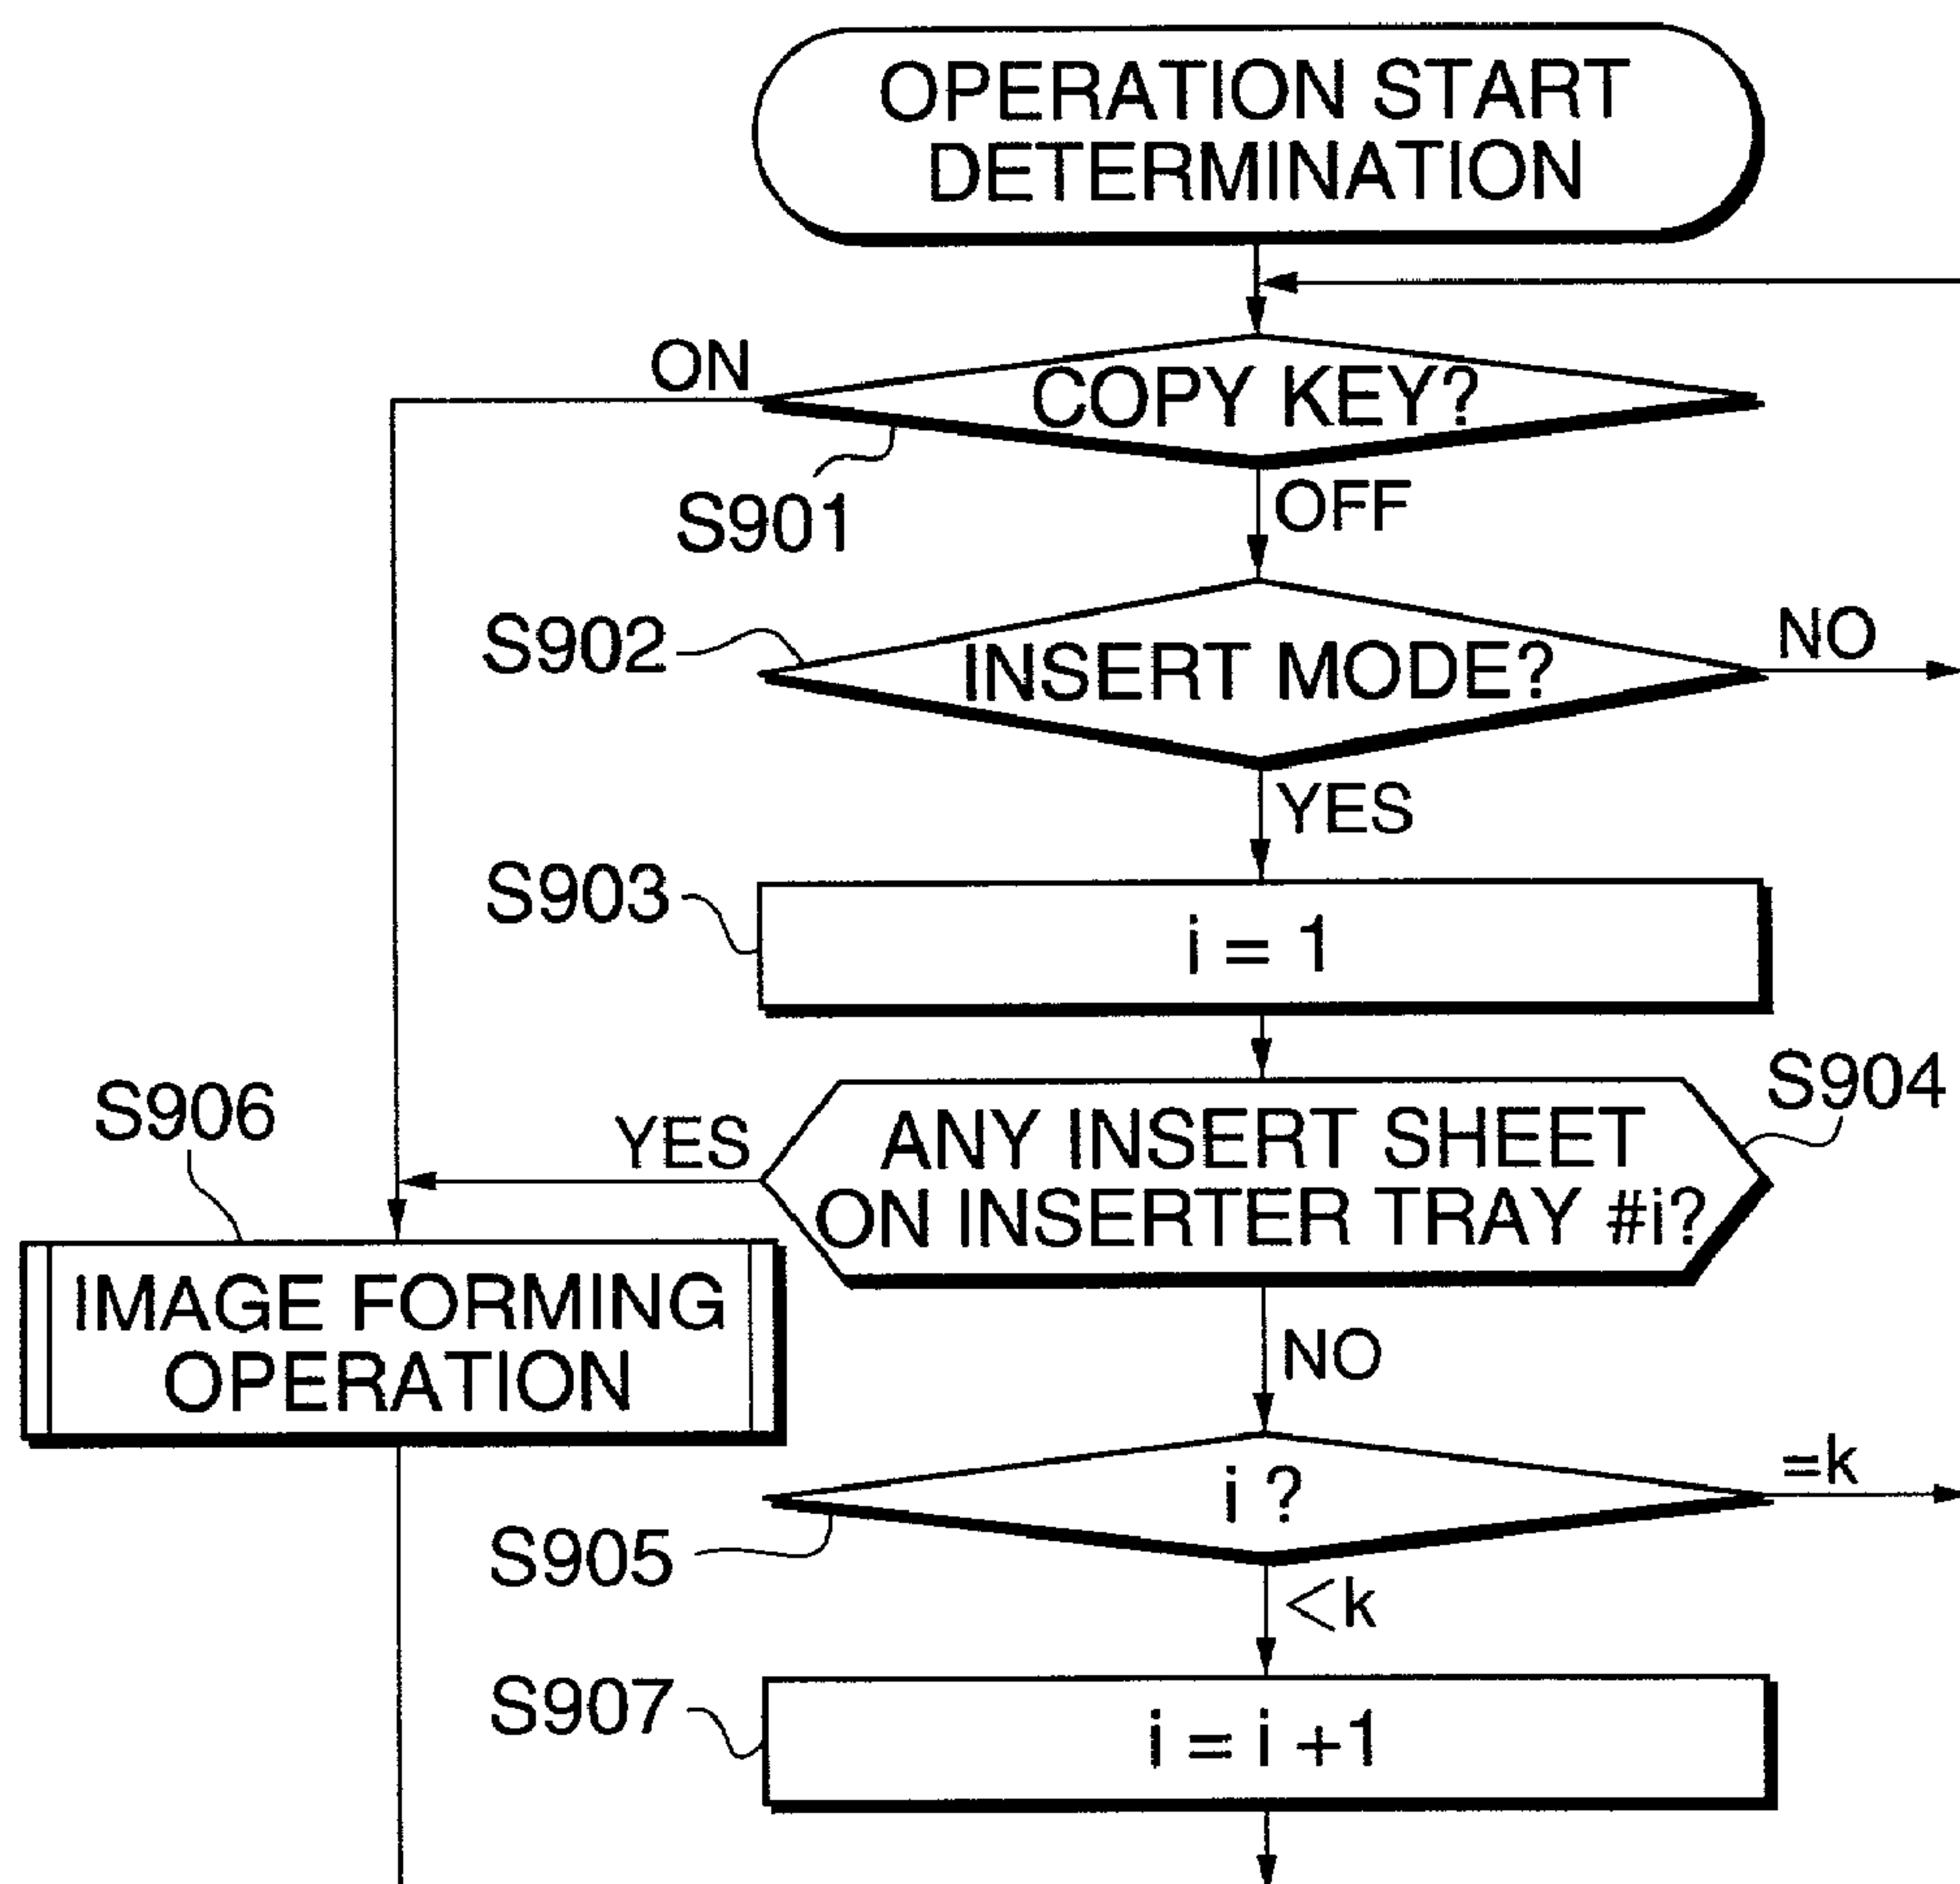 OPERATION START
DETERMINATION
ON
COPY KEY?
S901
OFF
S902
INSERT MODE?
NO
YES
S903
i = 1
S904
S906
YES
ANY INSERT SHEET
ON INSERTER TRAY #i?
IMAGE FORMING
OPERATION
NO
i ?
=k
S905
<k
S907
i = i +1